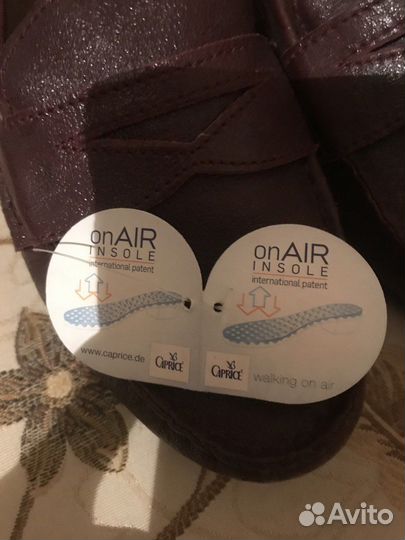 onAIR
INSOLE
international patent
www.caprice.de
CAPRICE
onAIR
INSOLE
international patent
CAPRICE
walking on air
Avito